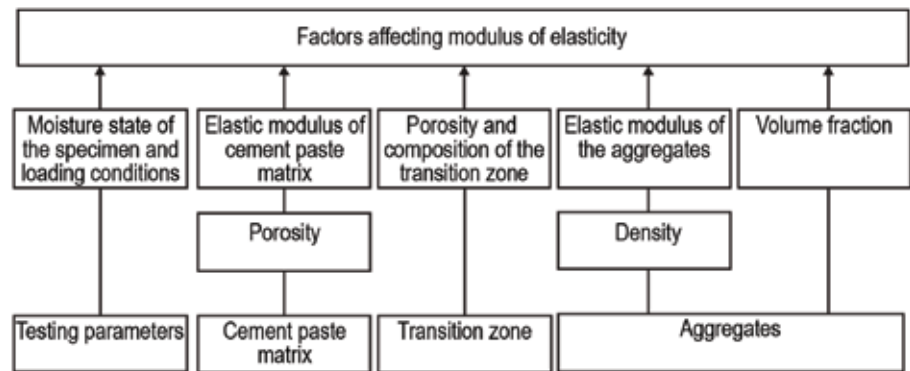 Factors affecting modulus of elasticity
Moisture state of
the specimen and
loading conditions
Elastic modulus of
cement paste
matrix
Porosity and
composition of the
transition zone
Elastic modulus of
the aggregates
Volume fraction
Porosity
Density
Testing parameters
Cement paste
matrix
Transition zone
Aggregates